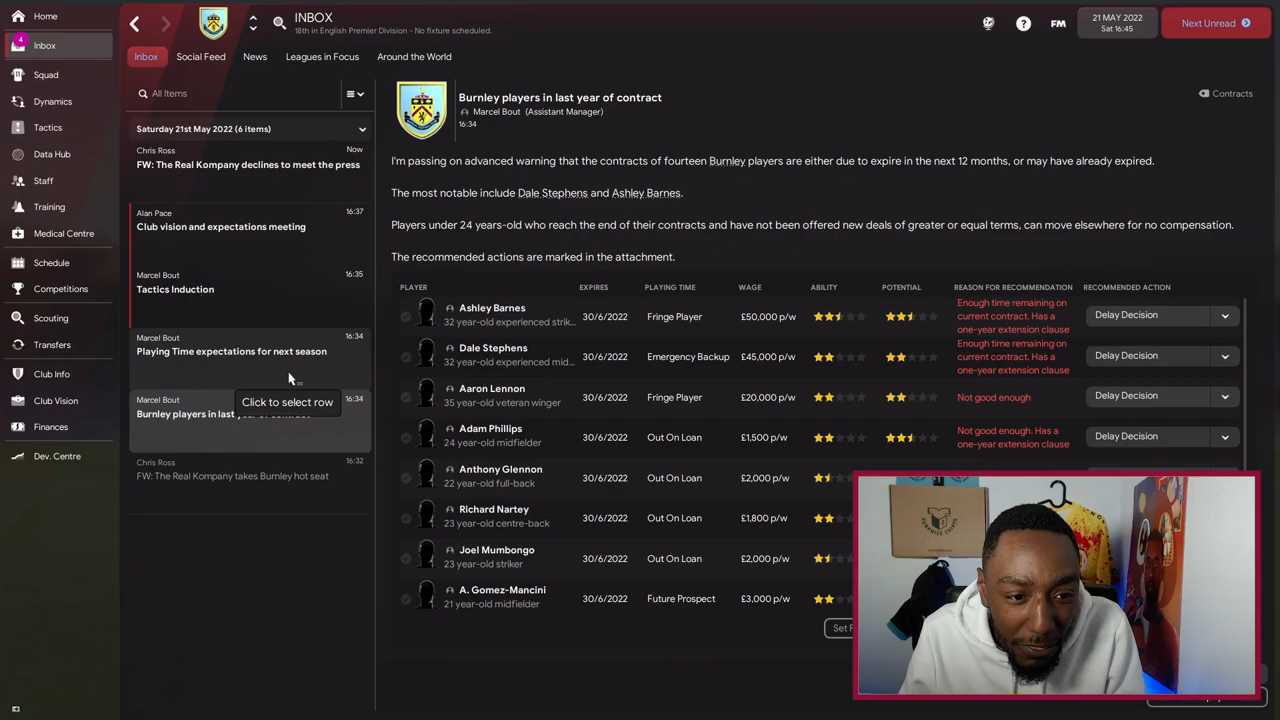 Home
4
Inbox
Squad
Dynamics
Tactics
Data Hub
Staff
Training
Medical Centre
Schedule
Competitions
Scouting
Transfers
Club Info
Club Vision
Finances
Dev. Centre
INBOX
18th in English Premier Division - No fixture scheduled.
FM
21 MAY 2022
Sat 16:45
Next Unread
Inbox
Social Feed
News
Leagues in Focus
Around the World
All Items
Saturday 21st May 2022 (6 items)
Chris Ross
Now
FW: The Real Kompany declines to meet the press
Alan Pace
16:37
Club vision and expectations meeting
Marcel Bout
16:35
Tactics Induction
Marcel Bout
16:34
Playing Time expectations for next season
Click to select row
Marcel Bout
16:34
Burnley players in last year of contract
Chris Ross
16:32
FW: The Real Kompany takes Burnley hot seat
Burnley players in last year of contract
Marcel Bout (Assistant Manager)
16:34
Contracts
I'm passing on advanced warning that the contracts of fourteen Burnley players are either due to expire in the next 12 months, or may have already expired.
The most notable include Dale Stephens and Ashley Barnes.
Players under 24 years-old who reach the end of their contracts and have not been offered new deals of greater or equal terms, can move elsewhere for no compensation.
The recommended actions are marked in the attachment.
PLAYER EXPIRES PLAYING TIME WAGE ABILITY POTENTIAL REASON FOR RECOMMENDATION RECOMMENDED ACTION
Ashley Barnes
32 year-old experienced strik...
30/6/2022
Fringe Player
£50,000 p/w
Enough time remaining on
current contract. Has a
one-year extension clause
Delay Decision
Dale Stephens
32 year-old experienced mid...
30/6/2022
Emergency Backup
£45,000 p/w
Enough time remaining on
current contract. Has a
one-year extension clause
Delay Decision
Aaron Lennon
35 year-old veteran winger
30/6/2022
Fringe Player
£20,000 p/w
Not good enough
Delay Decision
Adam Phillips
24 year-old midfielder
30/6/2022
Out On Loan
£1,500 p/w
Not good enough. Has a
one-year extension clause
Delay Decision
Anthony Glennon
22 year-old full-back
30/6/2022
Out On Loan
£2,000 p/w
Richard Nartey
23 year-old centre-back
30/6/2022
Out On Loan
£1,800 p/w
Joel Mumbongo
23 year-old striker
30/6/2022
Out On Loan
£2,000 p/w
A. Gomez-Mancini
21 year-old midfielder
30/6/2022
Future Prospect
£3,000 p/w
Set
SURPRISE SHIRTS